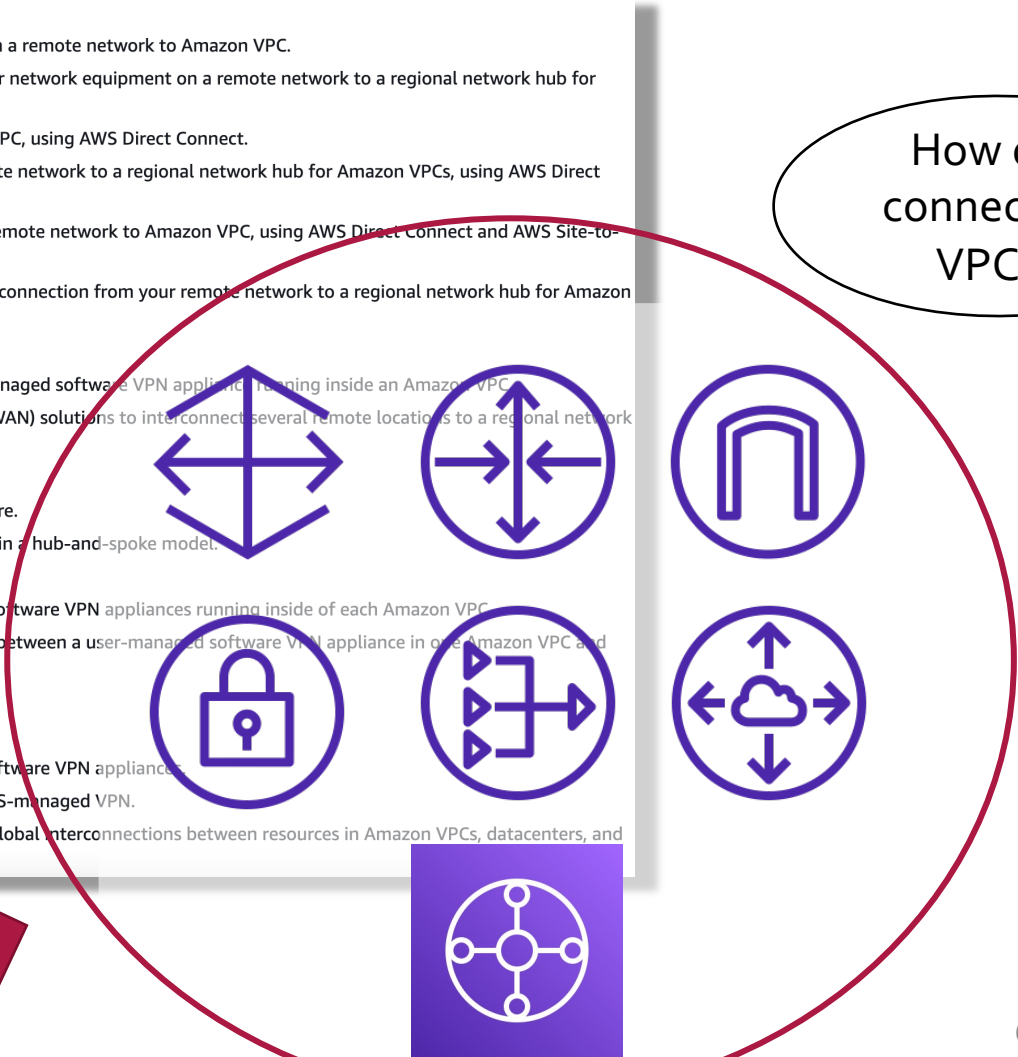 a remote network to Amazon VPC.
network equipment on a remote network to a regional network hub for
PC, using AWS Direct Connect.
te network to a regional network hub for Amazon VPCs, using AWS Direct
emote network to Amazon VPC, using AWS Direct Connect and AWS Site-to-
connection from your remote network to a regional network hub for Amazon
naged software VPN appliance running inside an Amazon VPC.
WAN) solutions to interconnect several remote locations to a regional network
re.
in a hub-and-spoke model.
oftware VPN appliances running inside of each Amazon VPC
between a user-managed software VPN appliance in one Amazon VPC and
ftware VPN appliances.
S-managed VPN.
lobal interconnections between resources in Amazon VPCs, datacenters, and
How
connec
VPC